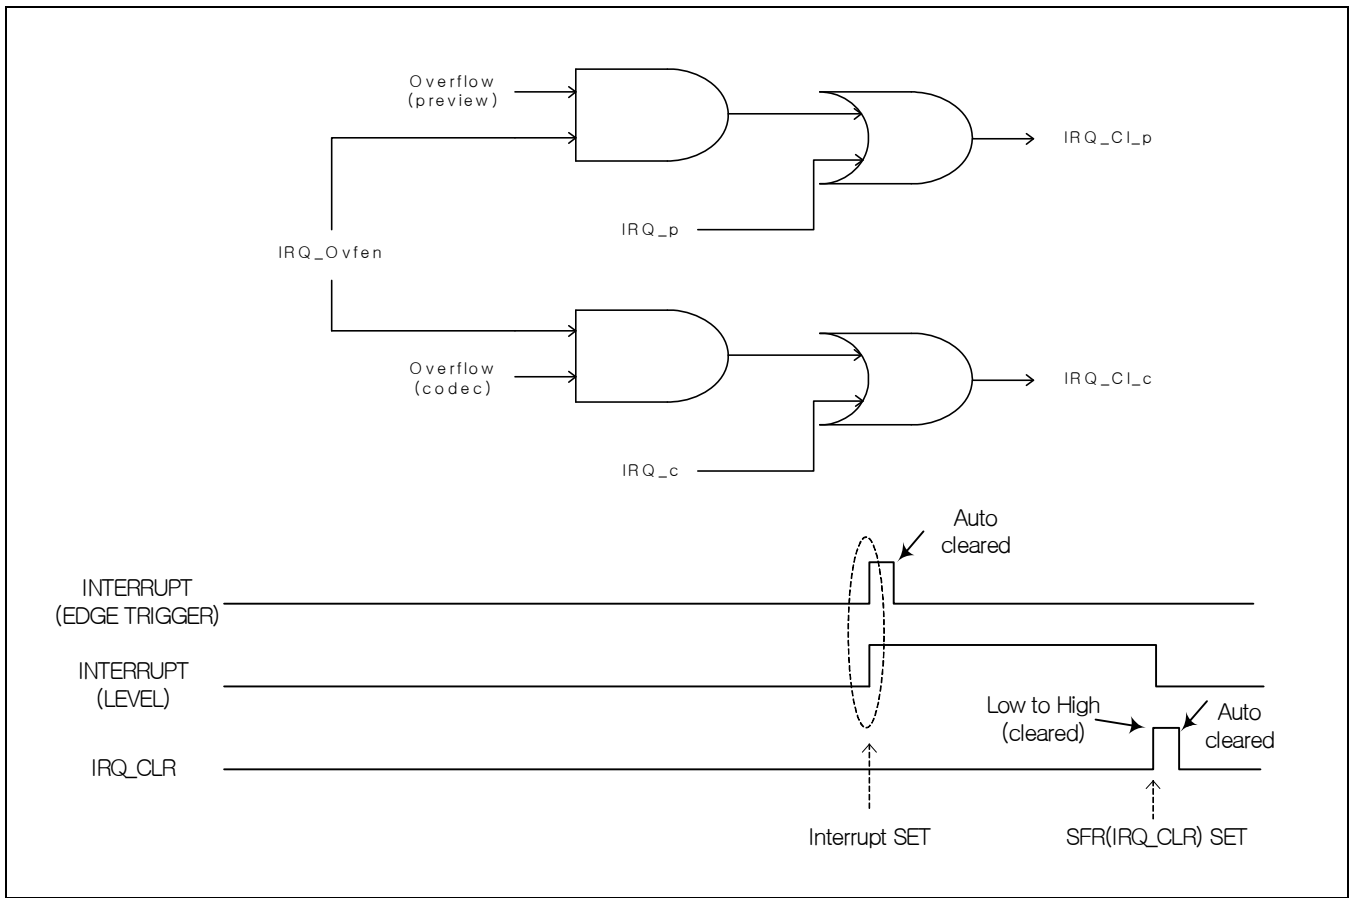 Overflow
(preview)
IRQ_CI_p
IRQ_p
IRQ_Ovfen
Overflow
(codec)
IRQ_CI_c
IRQ_c
Auto
cleared
INTERRUPT
(EDGE TRIGGER)
INTERRUPT
(LEVEL)
Low to High
(cleared)
Auto
cleared
IRQ_CLR
Interrupt SET
SFR(IRQ_CLR) SET